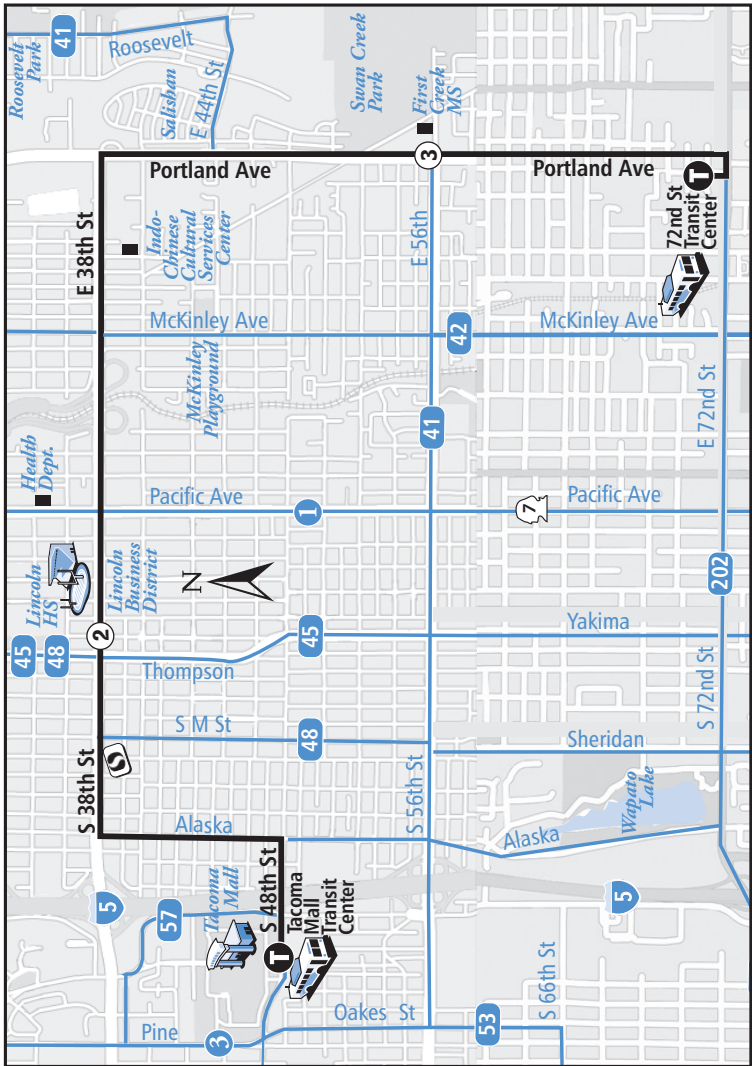 Roosevelt
Park
41
Roosevelt
Salishan
E 44th St
Swan Creek
Park
First
Creek
MS
E 38th St
Portland Ave
3
Portland Ave
T
72nd St
Transit
Center
Indo-
Chinese
Cultural
Services
Center
E 56th
McKinley Ave
42
McKinley Ave
McKinley
Playground
41
E 72nd St
Health
Dept.
Pacific Ave
1
7
Pacific Ave
Lincoln
HS
Lincoln
Business
District
N
202
45
48
2
Thompson
45
Yakima
S M St
48
Sheridan
S 72nd St
S 38th St
S
Alaska
S 56th St
Alaska
Wapato
Lake
5
57
Tacoma
Mall
S 48th St
T
Tacoma
Mall
Transit
Center
5
Pine
3
Oakes St
53
S 66th St